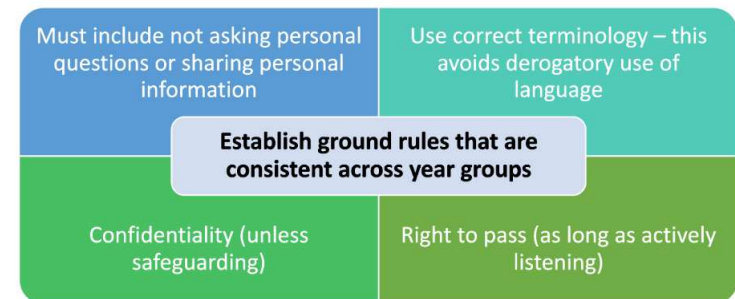 Must include not asking personal
questions or sharing personal
information
Use correct terminology – this
avoids derogatory use of
language
Establish ground rules that are
consistent across year groups
Confidentiality (unless
safeguarding)
Right to pass (as long as actively
listening)